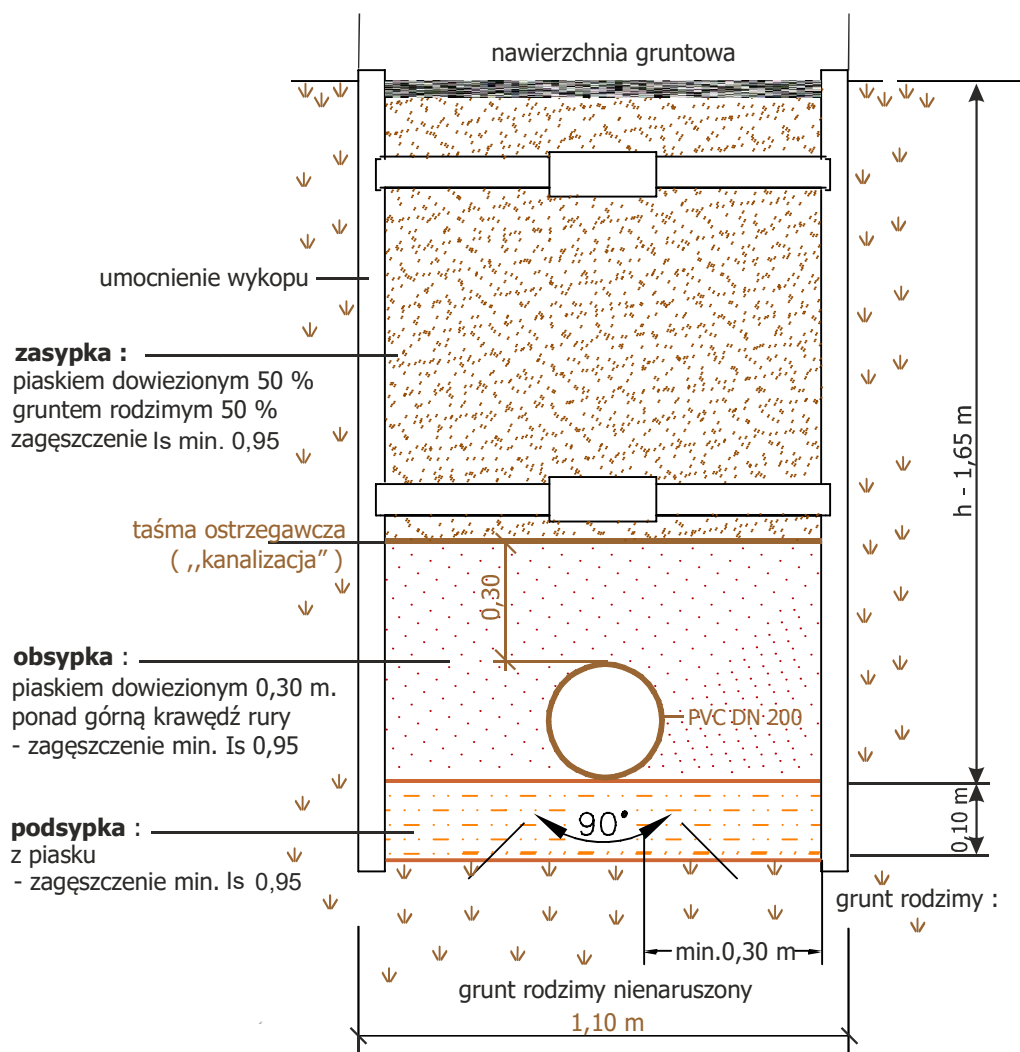 nawierzchnia gruntowa
umocnienie wykopu
zasypka :
piaskiem dowiezionym 50 %
gruntem rodzimym 50 %
zagęszczenie Is min. 0,95
h - 1,65 m
taśma ostrzegawcza
( ,,kanalizacja” )
0,30
obsypka :
piaskiem dowiezionym 0,30 m.
ponad górną krawędź rury
- zagęszczenie min. Is 0,95
PVC DN 200
podsypka :
z piasku
- zagęszczenie min. Is 0,95
90°
0,10 m
grunt rodzimy :
min.0,30 m
grunt rodzimy nienaruszony
1,10 m